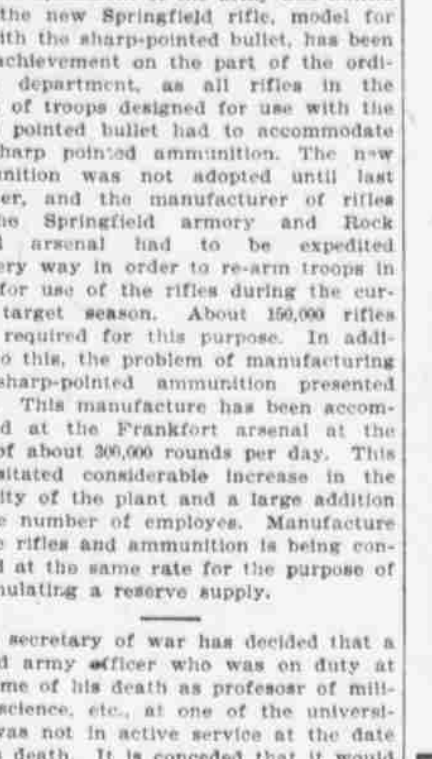 the new Springfield rifle, model for
ith the sharp-pointed bullet, has been
achievement on the part of the ordi-
department, as all rifles in the
of troops designed for use with the
pointed bullet had to accommodate
harp pointed ammunition. The new
unition was not adopted until last
er, and the manufacturer of rifles
he Springfield armory and Rock
d arsenal had to be expedited
ery way in order to re-arm troops in
for use of the rifles during the cur-
target season. About 150,000 rifles
required for this purpose. In addi-
o this, the problem of manufacturing
sharp-pointed ammunition presented
This manufacture has been accom-
d at the Frankfort arsenal at the
of about 300,000 rounds per day. This
sitated considerable increase in the
ity of the plant and a large addition
e number of employes. Manufacture
e rifles and ammunition is being con-
d at the same rate for the purpose of
mulating a reserve supply.
secretary of war has decided that a
d army officer who was on duty at
me of his death as profesosr of mili-
science, etc., at one of the universi-
was not in active service at the date
death. It is conceded that it would